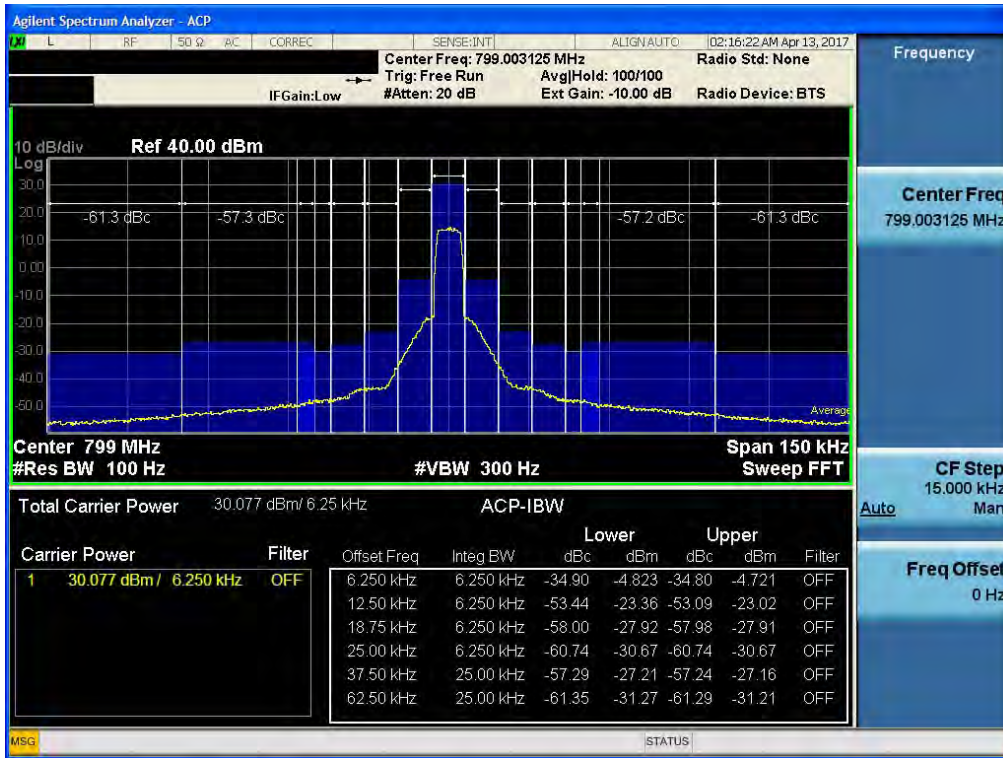 Agilent Spectrum Analyzer - ACP
LXI L RF 50 Ω AC CORREC SENSE:INT ALIGN AUTO 02:16:22 AM Apr 13, 2017
Center Freq: 799.003125 MHz Radio Std: None
Trig: Free Run Avg|Hold: 100/100
IFGain:Low #Atten: 20 dB Ext Gain: -10.00 dB Radio Device: BTS
10 dB/div Ref 40.00 dBm
Log
30.0
20.0
10.0
0.00
-10.0
-20.0
-30.0
-40.0
-50.0
-61.3 dBc -57.3 dBc -57.2 dBc -61.3 dBc
Average
Center 799 MHz Span 150 kHz
#Res BW 100 Hz #VBW 300 Hz Sweep FFT
Total Carrier Power 30.077 dBm/ 6.25 kHz ACP-IBW
Lower Upper
Carrier Power Filter Offset Freq Integ BW dBc dBm dBc dBm Filter
1 30.077 dBm / 6.250 kHz OFF 6.250 kHz 6.250 kHz -34.90 -4.823 -34.80 -4.721 OFF
12.50 kHz 6.250 kHz -53.44 -23.36 -53.09 -23.02 OFF
18.75 kHz 6.250 kHz -58.00 -27.92 -57.98 -27.91 OFF
25.00 kHz 6.250 kHz -60.74 -30.67 -60.74 -30.67 OFF
37.50 kHz 25.00 kHz -57.29 -27.21 -57.24 -27.16 OFF
62.50 kHz 25.00 kHz -61.35 -31.27 -61.29 -31.21 OFF
MSG STATUS
Frequency
Center Freq
799.003125 MHz
CF Step
15.000 kHz
Auto Man
Freq Offset
0 Hz